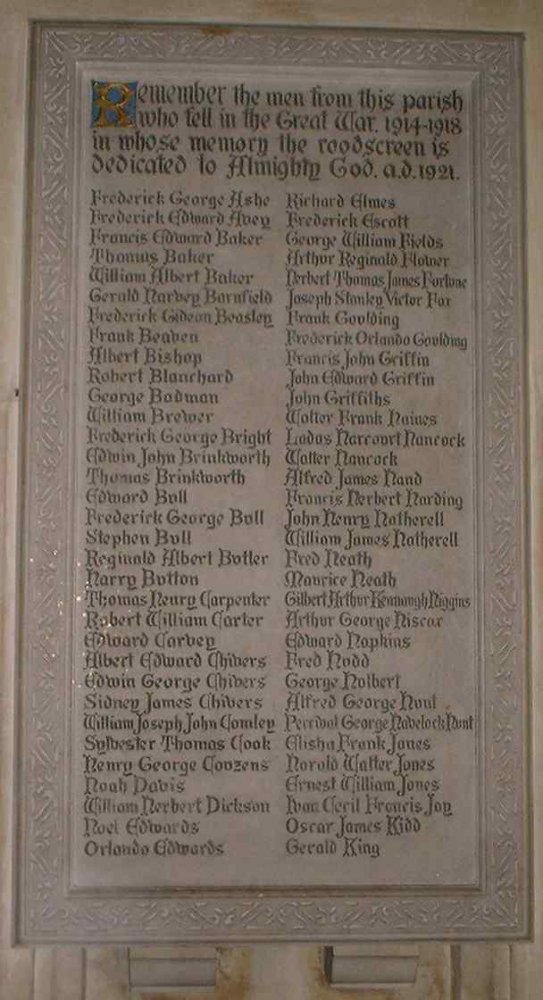 Remember the men from this parish
who fell in the Great War. 1914-1918
in whose memory the roodscreen is
dedicated to Almighty God. a.d. 1921.
Frederick George Ashe
Frederick Edward Avey
Francis Edward Baker
Thomas Baker
William Albert Baker
Gerald Harvey Barnfield
Frederick Gideon Beasley
Frank Beaven
Albert Bishop
Robert Blanchard
George Bodman
William Brewer
Frederick George Bright
Edwin John Brinkworth
Thomas Brinkworth
Edward Bull
Frederick George Bull
Stephen Bull
Reginald Albert Butler
Harry Button
Thomas Henry Carpenter
Robert William Carter
Edward Carvey
Albert Edward Chivers
Edwin George Chivers
Sidney James Chivers
William Joseph John Comley
Sylvester Thomas Cook
Henry George Couzens
Noah Davis
William Herbert Dickson
Noel Edwards
Orlando Edwards
Richard Elmes
Frederick Escott
George William Fields
Arthur Reginald Flower
Herbert Thomas James Fortune
Joseph Stanley Victor Fox
Frank Goulding
Frederick Orlando Goulding
Francis John Griffin
John Edward Griffin
John Griffiths
Walter Frank Haines
Harcourt Hancock
Walter Hancock
Alfred James Hand
Francis Herbert Harding
John Henry Hatherell
William James Hatherell
Fred Heath
Maurice Heath
Gilbert Arthur Higgins
Arthur George Hiscox
Edward Hopkins
Fred Hudd
George Hulbert
Alfred George Hunt
Percival George Havelock Hunt
Elisha Frank Jones
Harold Walter Jones
Ernest William Jones
Ivan Cecil Francis Joy
Oscar James Kidd
Gerald King